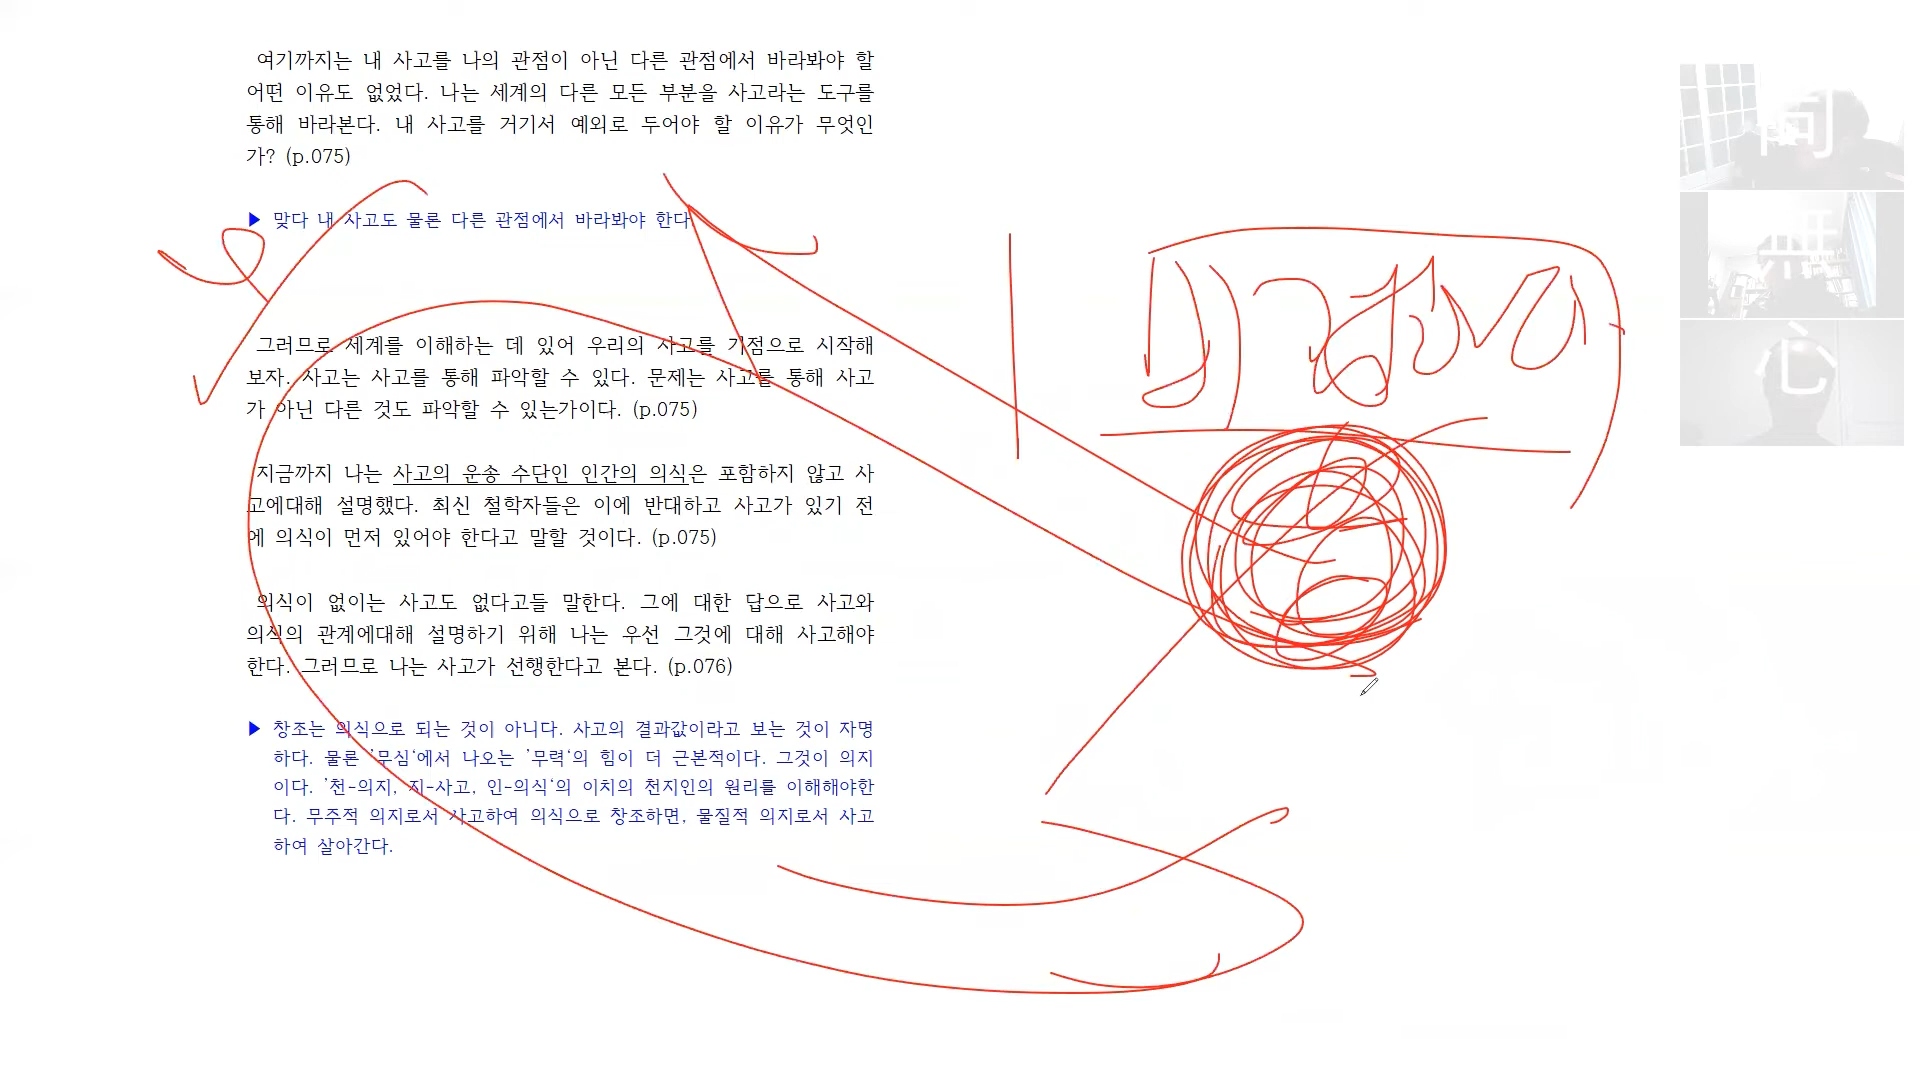 여기까지는 내 사고를 나의 관점이 아닌 다른 관점에서 바라봐야 할
어떤 이유도 없었다. 나는 세계의 다른 모든 부분을 사고라는 도구를
통해 바라본다. 내 사고를 거기서 예외로 두어야 할 이유가 무엇인
가? (p.075)
▶ 맞다 내 사고도 물론 다른 관점에서 바라봐야 한다
그러므로 세계를 이해하는 데 있어 우리의 사고를 기점으로 시작해
보자. 사고는 사고를 통해 파악할 수 있다. 문제는 사고를 통해 사고
가 아닌 다른 것도 파악할 수 있는가이다. (p.075)
지금까지 나는 사고의 운송 수단인 인간의 의식은 포함하지 않고 사
고에대해 설명했다. 최신 철학자들은 이에 반대하고 사고가 있기 전
에 의식이 먼저 있어야 한다고 말할 것이다. (p.075)
의식이 없이는 사고도 없다고들 말한다. 그에 대한 답으로 사고와
의식의 관계에대해 설명하기 위해 나는 우선 그것에 대해 사고해야
한다. 그러므로 나는 사고가 선행한다고 본다. (p.076)
▶ 창조는 의식으로 되는 것이 아니다. 사고의 결과값이라고 보는 것이 자명
하다. 물론 '무심'에서 나오는 '무력'의 힘이 더 근본적이다. 그것이 의지
이다. '천-의지, 지-사고, 인-의식'의 이치의 천지인의 원리를 이해해야한
다. 무주적 의지로서 사고하여 의식으로 창조하면, 물질적 의지로서 사고
하여 살아간다.
無
心